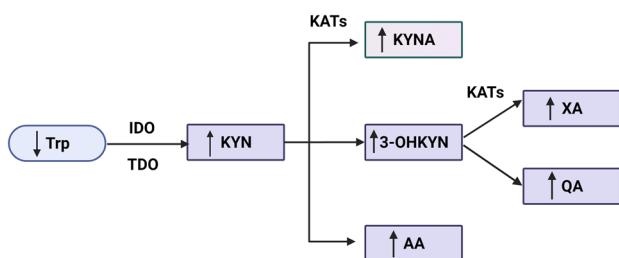 KATs
↑ KYNA
KATs
↑ XA
IDO
↓ Trp
↑ KYN
↑ 3-OHKYN
TDO
↑ QA
↑ AA